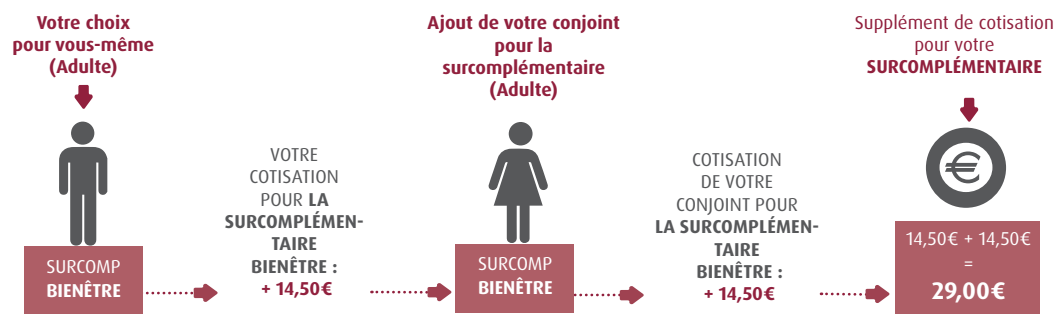 Votre choix
pour vous-même
(Adulte)
SURCOMP
BIENÊTRE
VOTRE
COTISATION
POUR LA
SURCOMPLÉMEN-
TAIRE
BIENÊTRE :
+ 14,50€
Ajout de votre conjoint
pour la
surcomplémentaire
(Adulte)
SURCOMP
BIENÊTRE
COTISATION
DE VOTRE
CONJOINT POUR
LA SURCOMPLÉMEN-
TAIRE
BIENÊTRE :
+ 14,50€
Supplément de cotisation
pour votre
SURCOMPLÉMENTAIRE
€
14,50€ + 14,50€
=
29,00€